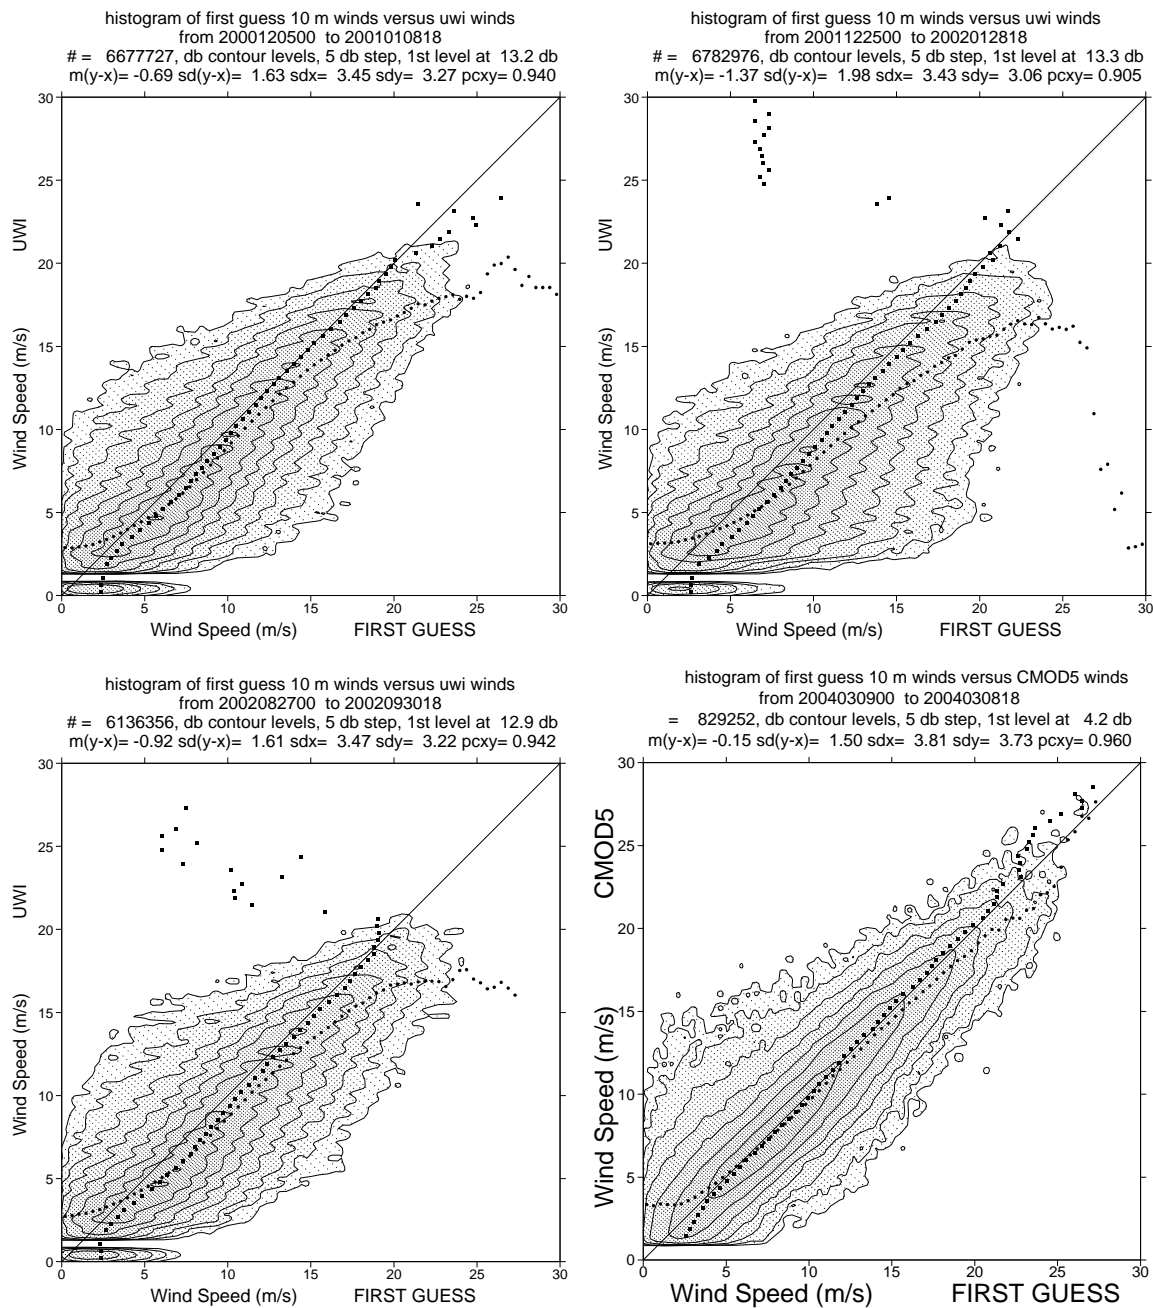 histogram of first guess 10 m winds versus uwi winds
from 2000120500 to 2001010818
# = 6677727, db contour levels, 5 db step, 1st level at 13.2 db
m(y-x)= -0.69 sd(y-x)= 1.63 sdx= 3.45 sdy= 3.27 pcxy= 0.940
30
25
20
15
10
5
0
UWI
Wind Speed (m/s)
0 5 10 15 20 25 30
Wind Speed (m/s) FIRST GUESS
histogram of first guess 10 m winds versus uwi winds
from 2001122500 to 2002012818
# = 6782976, db contour levels, 5 db step, 1st level at 13.3 db
m(y-x)= -1.37 sd(y-x)= 1.98 sdx= 3.43 sdy= 3.06 pcxy= 0.905
30
25
20
15
10
5
0
UWI
Wind Speed (m/s)
0 5 10 15 20 25 30
Wind Speed (m/s) FIRST GUESS
histogram of first guess 10 m winds versus uwi winds
from 2002082700 to 2002093018
# = 6136356, db contour levels, 5 db step, 1st level at 12.9 db
m(y-x)= -0.92 sd(y-x)= 1.61 sdx= 3.47 sdy= 3.22 pcxy= 0.942
30
25
20
15
10
5
0
UWI
Wind Speed (m/s)
0 5 10 15 20 25 30
Wind Speed (m/s) FIRST GUESS
histogram of first guess 10 m winds versus CMOD5 winds
from 2004030900 to 2004030818
= 829252, db contour levels, 5 db step, 1st level at 4.2 db
m(y-x)= -0.15 sd(y-x)= 1.50 sdx= 3.81 sdy= 3.73 pcxy= 0.960
30
25
20
15
10
5
0
CMOD5
Wind Speed (m/s)
0 5 10 15 20 25 30
Wind Speed (m/s) FIRST GUESS